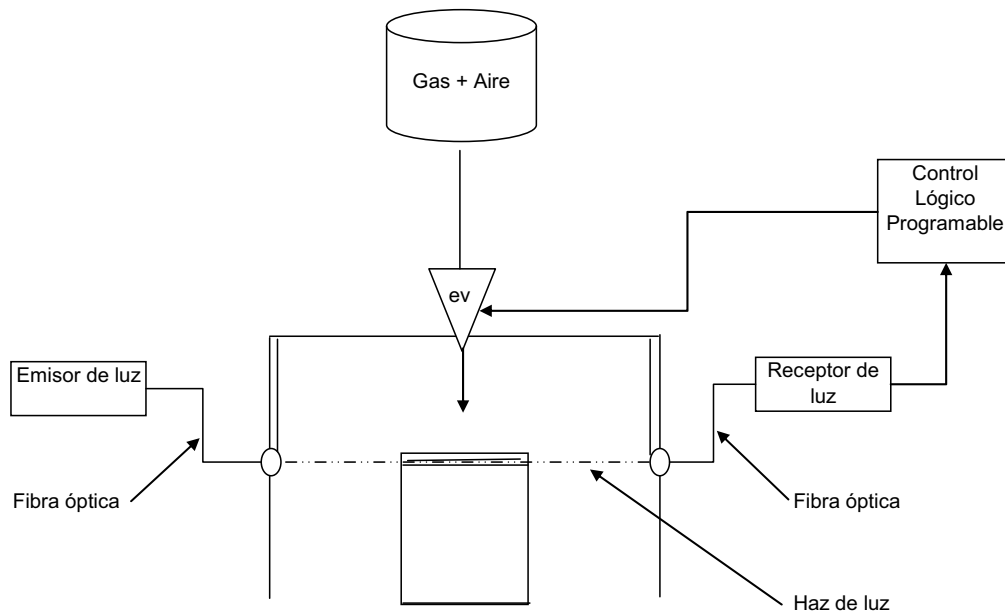 Gas + Aire
Control
Lógico
Programable
ev
Emisor de luz
Receptor de
luz
Fibra óptica
Fibra óptica
Haz de luz